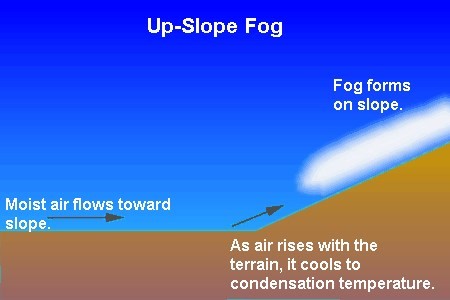 Up-Slope Fog
Fog forms
on slope.
Moist air flows toward
slope.
As air rises with the
terrain, it cools to
condensation temperature.